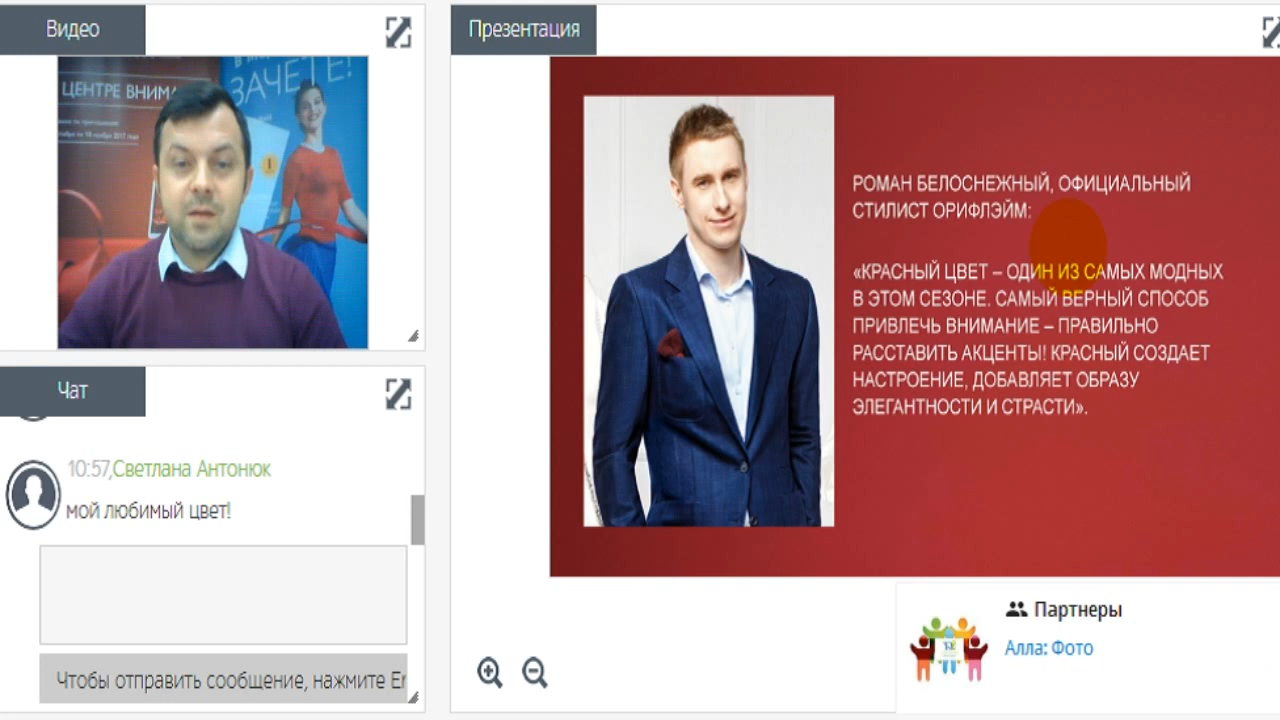 Видео
ЦЕНТРЕ ВНИМА
ЗАЧЕТЕ!
Чат
10:57,Светлана Антонюк
мой любимый цвет!
Чтобы отправить сообщение, нажмите Er
Презентация
РОМАН БЕЛОСНЕЖНЫЙ, ОФИЦИАЛЬНЫЙ
СТИЛИСТ ОРИФЛЭЙМ:
«КРАСНЫЙ ЦВЕТ – ОДИН ИЗ САМЫХ МОДНЫХ
В ЭТОМ СЕЗОНЕ. САМЫЙ ВЕРНЫЙ СПОСОБ
ПРИВЛЕЧЬ ВНИМАНИЕ – ПРАВИЛЬНО
РАССТАВИТЬ АКЦЕНТЫ! КРАСНЫЙ СОЗДАЕТ
НАСТРОЕНИЕ, ДОБАВЛЯЕТ ОБРАЗУ
ЭЛЕГАНТНОСТИ И СТРАСТИ».
Партнеры
Алла: Фото